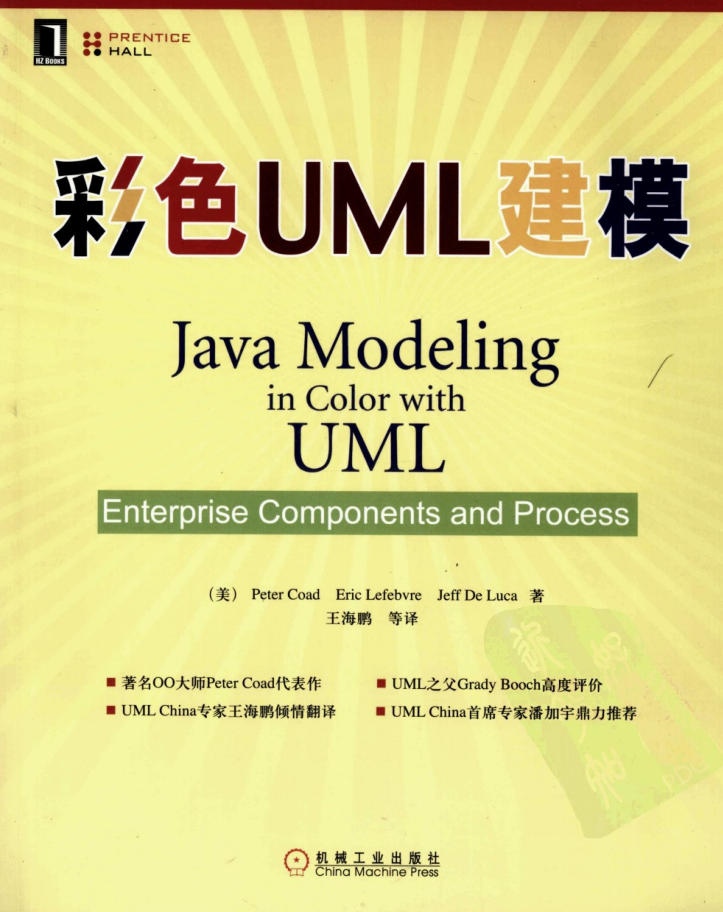 HZ BOOKS
PRENTICE
HALL
彩色UML建模
Java Modeling
in Color with
UML
Enterprise Components and Process
（美） Peter Coad Eric Lefebvre Jeff De Luca 著
王海鹏 等译
■ 著名OO大师Peter Coad代表作
■ UML之父Grady Booch高度评价
■ UML China专家王海鹏倾情翻译
■ UML China首席专家潘加宇鼎力推荐
机械工业出版社
China Machine Press